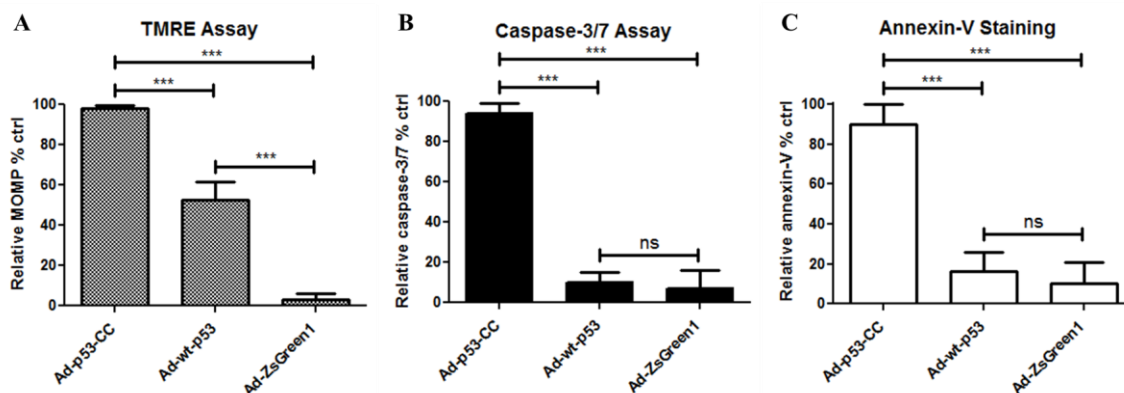 A
TMRE Assay
***
***
***
Relative MOMP % ctrl
100
80
60
40
20
0
Ad-p53-CC
Ad-wt-p53
Ad-ZsGreen1
B
Caspase-3/7 Assay
***
***
ns
Relative caspase-3/7 % ctrl
100
80
60
40
20
0
Ad-p53-CC
Ad-wt-p53
Ad-ZsGreen1
C
Annexin-V Staining
***
***
ns
Relative annexin-V % ctrl
100
80
60
40
20
0
Ad-p53-CC
Ad-wt-p53
Ad-ZsGreen1